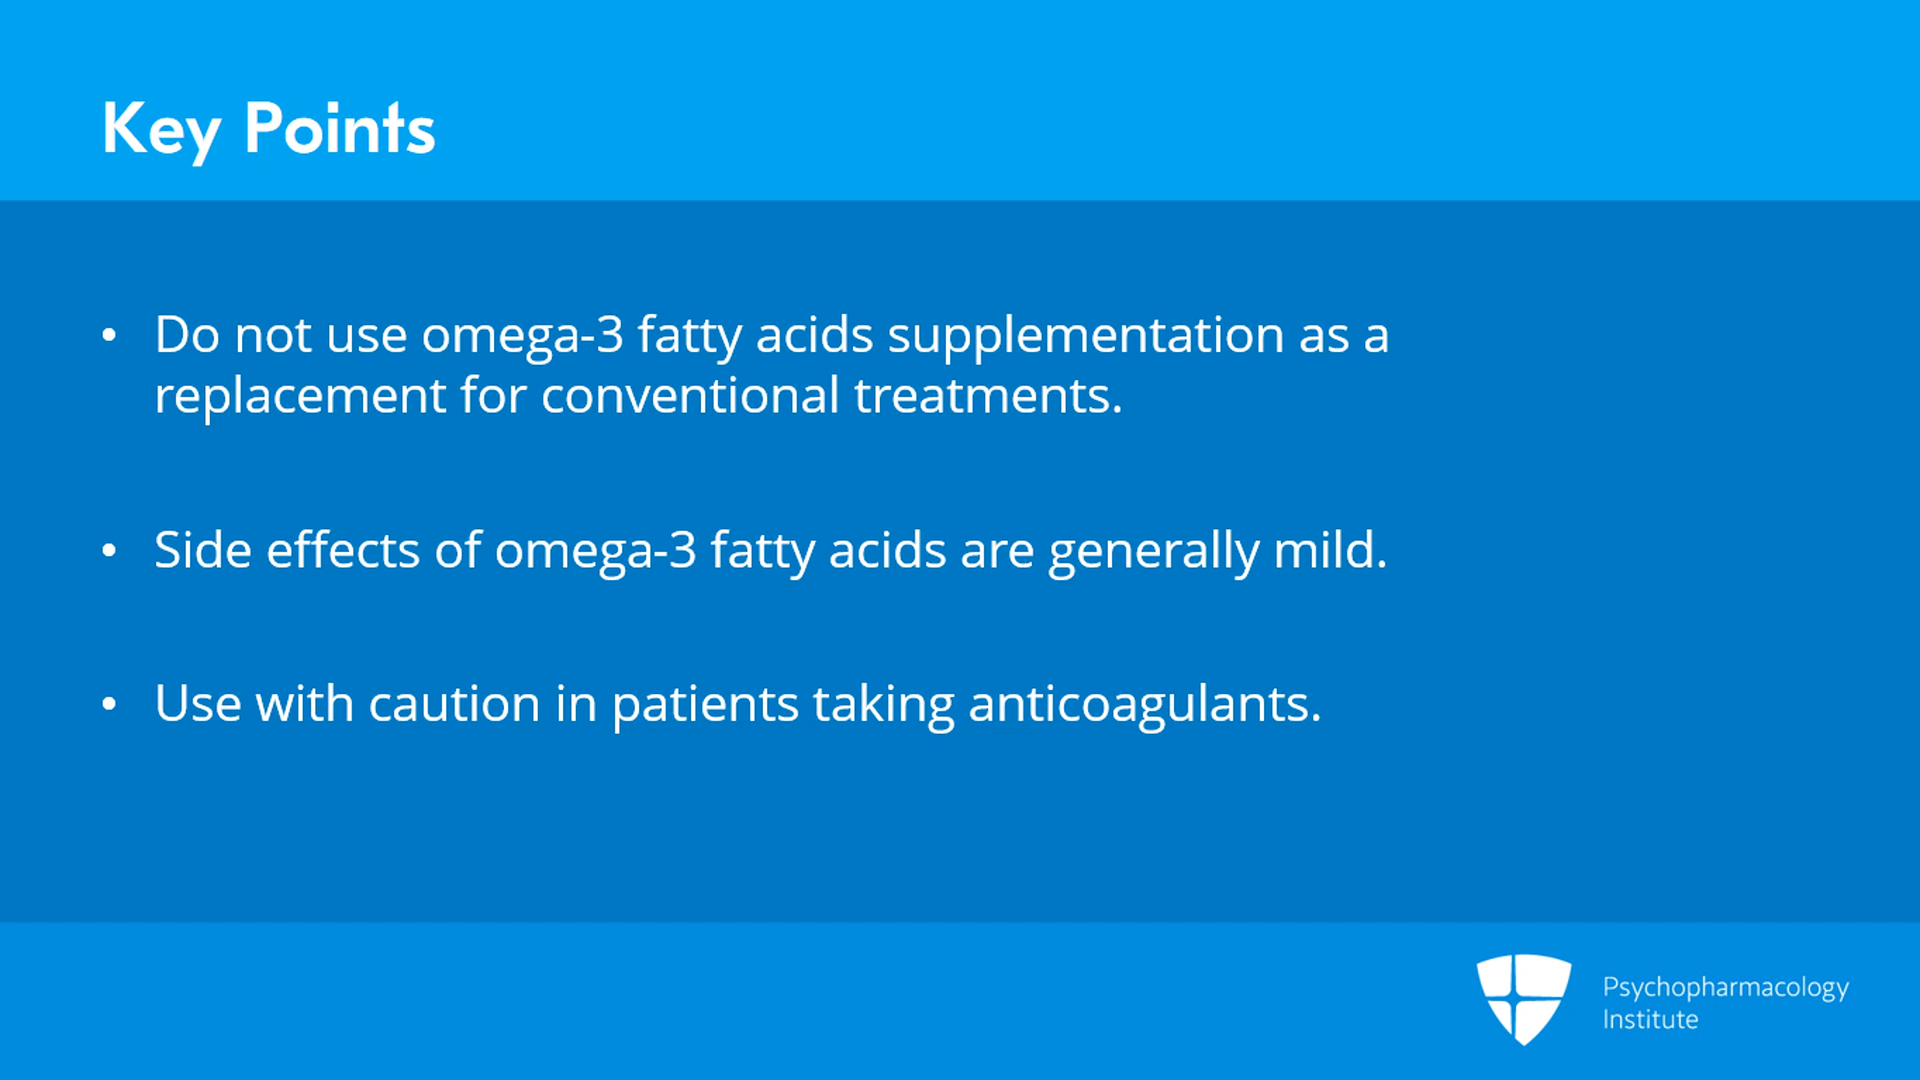 Key Points
• Do not use omega-3 fatty acids supplementation as a
replacement for conventional treatments.
• Side effects of omega-3 fatty acids are generally mild.
• Use with caution in patients taking anticoagulants.
Psychopharmacology
Institute